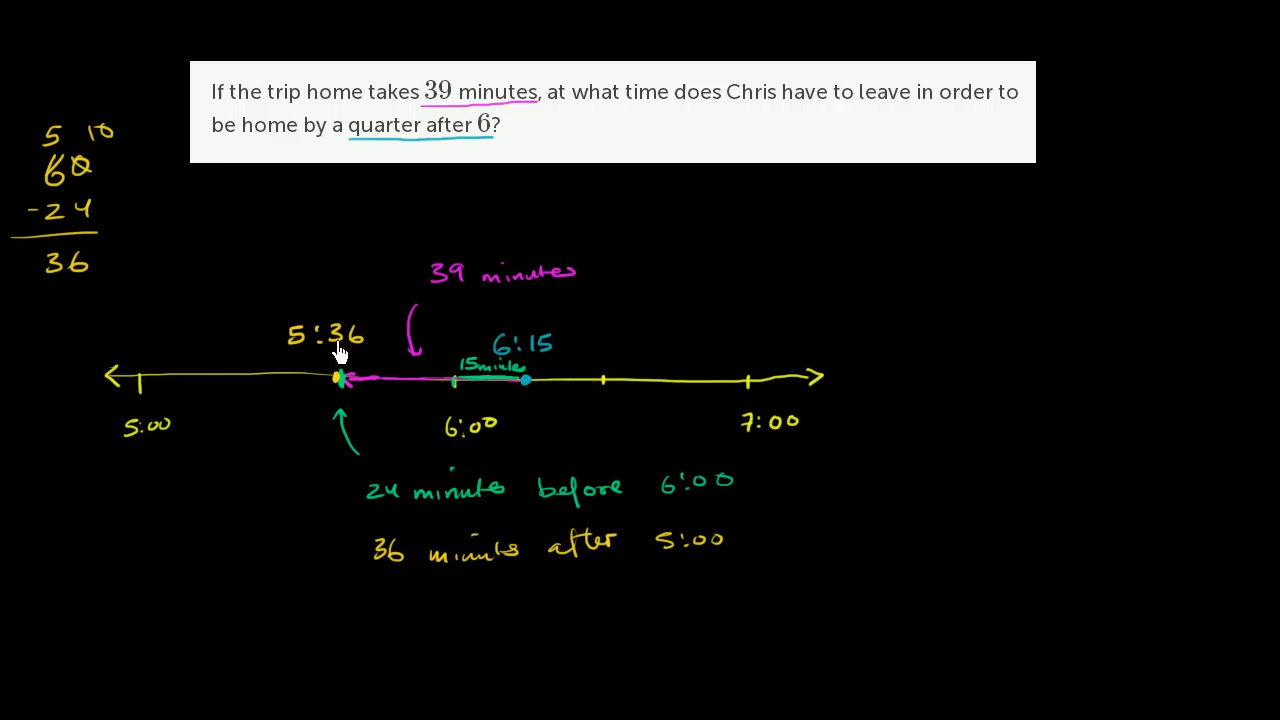 If the trip home takes 39 minutes, at what time does Chris have to leave in order to
be home by a quarter after 6?
5 10
60
-24
36
39 minutes
5:36
6:15
15 minutes
5:00
6:00
7:00
24 minutes before 6:00
36 minutes after 5:00